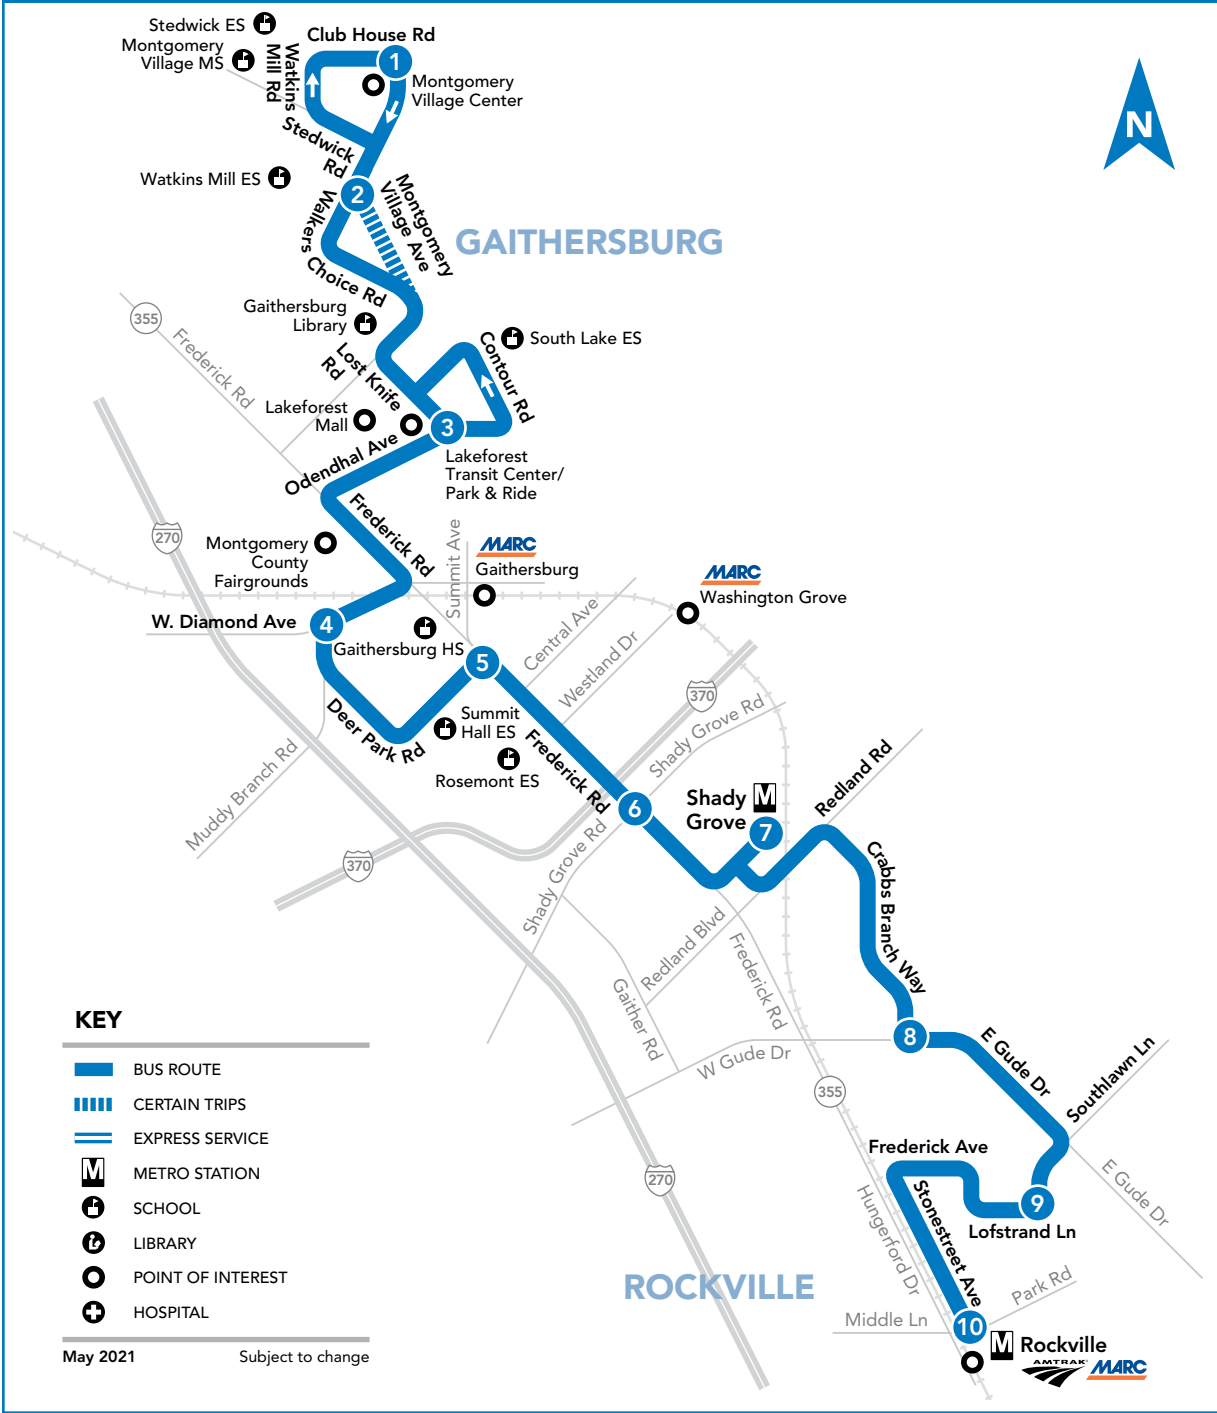 Stedwick ES
Montgomery
Village MS
Club House Rd
1
Watkins
Mill Rd
Montgomery
Village Center
N
Stedwick
Rd
Watkins Mill ES
2
Montgomery
Village Ave
Walkers
Choice Rd
GAITHERSBURG
Gaithersburg
Library
355
Frederick Rd
Lost Knife
Rd
Contour Rd
South Lake ES
Lakeforest
Mall
3
Odendhal Ave
Lakeforest
Transit Center/
Park & Ride
Frederick Rd
270
Montgomery
County
Fairgrounds
Summit Ave
MARC
Gaithersburg
MARC
Washington Grove
W. Diamond Ave
4
Gaithersburg HS
5
Central Ave
Westland Dr
370
Shady Grove Rd
Deer Park Rd
Summit
Hall ES
Rosemont ES
Frederick Rd
Muddy Branch Rd
370
6
Shady
Grove
M
7
Redland Rd
Shady Grove Rd
Crabbs Branch Way
Redland Blvd
Frederick Rd
Gaither Rd
W Gude Dr
8
E Gude Dr
Southlawn Ln
355
KEY
BUS ROUTE
CERTAIN TRIPS
EXPRESS SERVICE
M
METRO STATION
SCHOOL
LIBRARY
POINT OF INTEREST
HOSPITAL
May 2021
Subject to change
270
Frederick Ave
E Gude Dr
9
Lofstrand Ln
Hungerford Dr
Stonestreet Ave
ROCKVILLE
Park Rd
Middle Ln
10
M
Rockville
AMTRAK
MARC